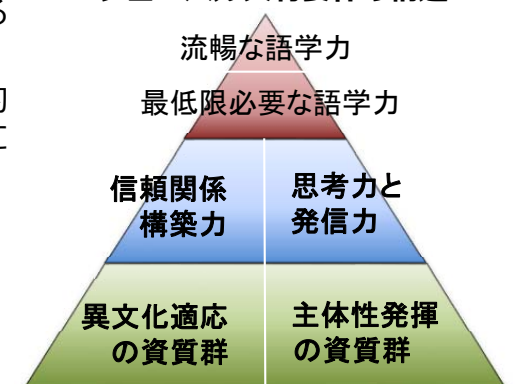 流暢な語学力
最低限必要な語学力
信頼関係
構築力
思考力と
発信力
異文化適応
の資質群
主体性発揮
の資質群